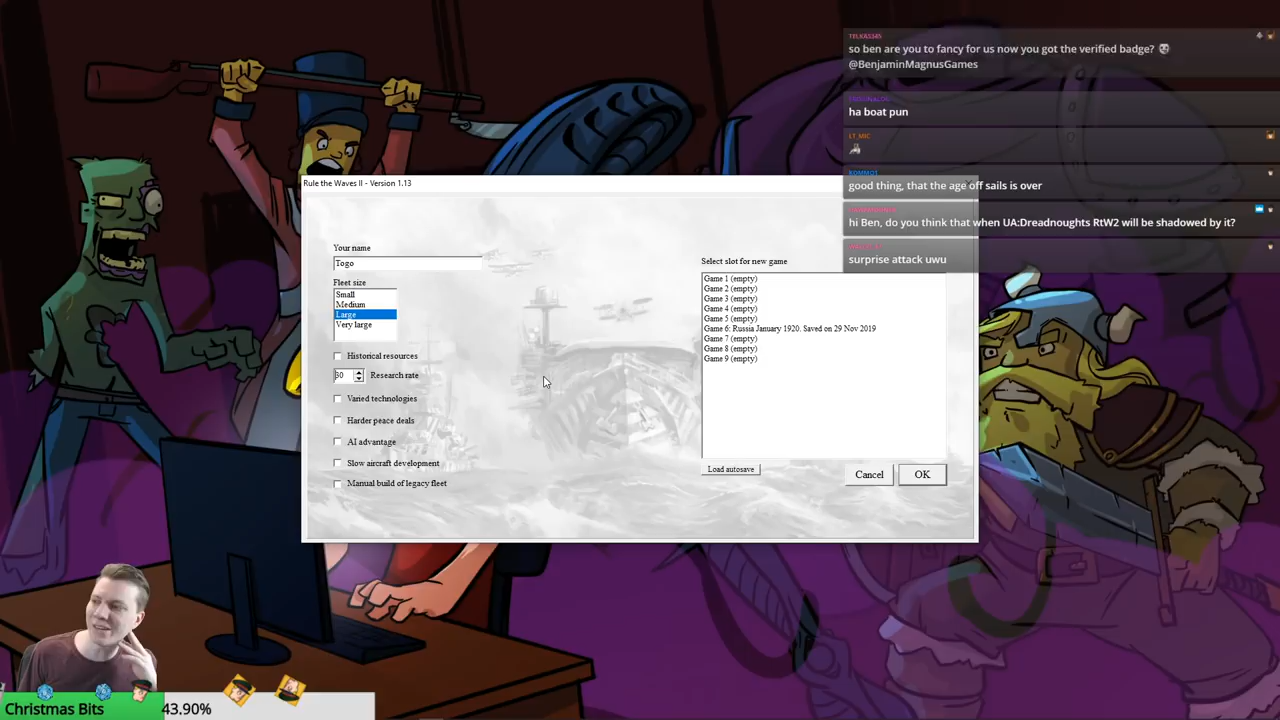 TELKAS345
so ben are you to fancy for us now you got the verified badge?
@BenjaminMagnusGames
ha boat pun
LT_MIC
KOMMOS
good thing, that the age off sails is over
hi Ben, do you think that when UA:Dreadnoughts RtW2 will be shadowed by it?
surprise attack uwu
Rule the Waves II - Version 1.13
Your name
Togo
Fleet size
Small
Medium
Large
Very large
Historical resources
30 Research rate
Varied technologies
Harder peace deals
AI advantage
Slow aircraft development
Manual build of legacy fleet
Select slot for new game
Game 1 (empty)
Game 2 (empty)
Game 3 (empty)
Game 4 (empty)
Game 5 (empty)
Game 6: Russia January 1920. Saved on 29 Nov 2019
Game 7 (empty)
Game 8 (empty)
Game 9 (empty)
Load autosave
Cancel
OK
Christmas Bits
43.90%